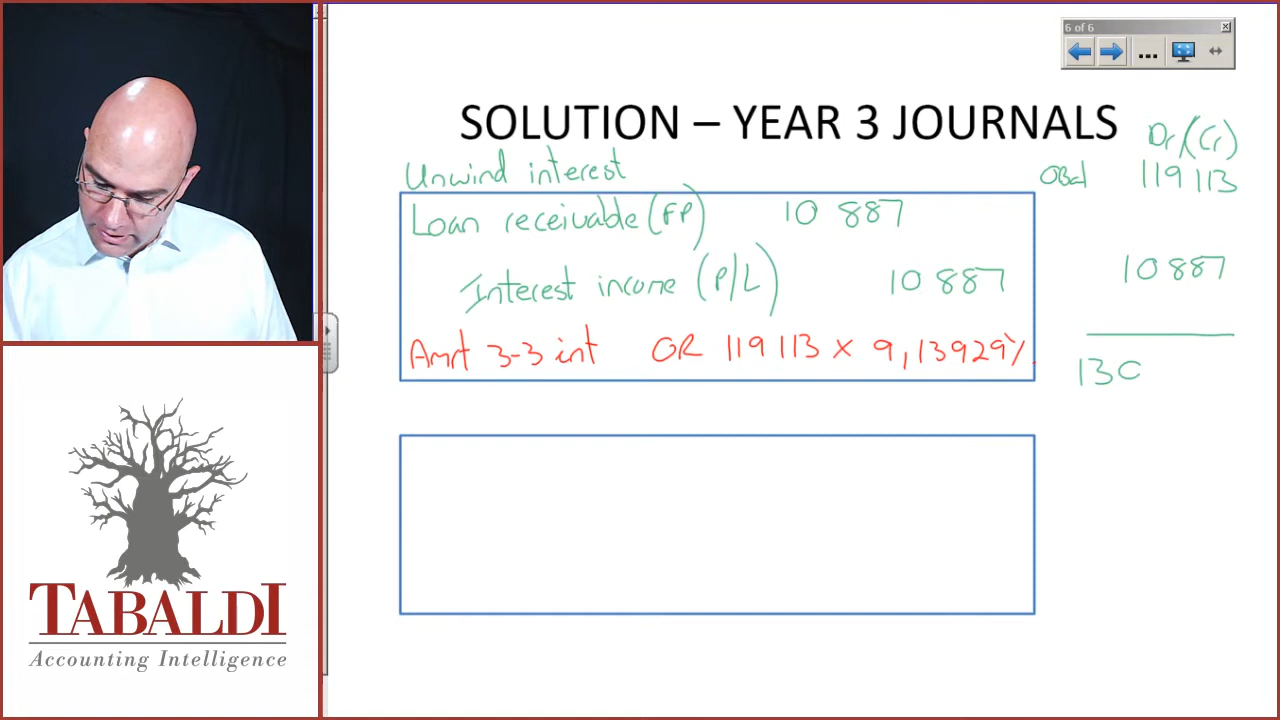 6 of 6
SOLUTION – YEAR 3 JOURNALS
Dr/(Cr)
Unwind interest
OBal 119 113
Loan receivable (FP) 10 887
Interest income (P/L) 10 887
10 887
Amrt 3-3 int OR 119 113 x 9,13929%
130
TABALDI
Accounting Intelligence